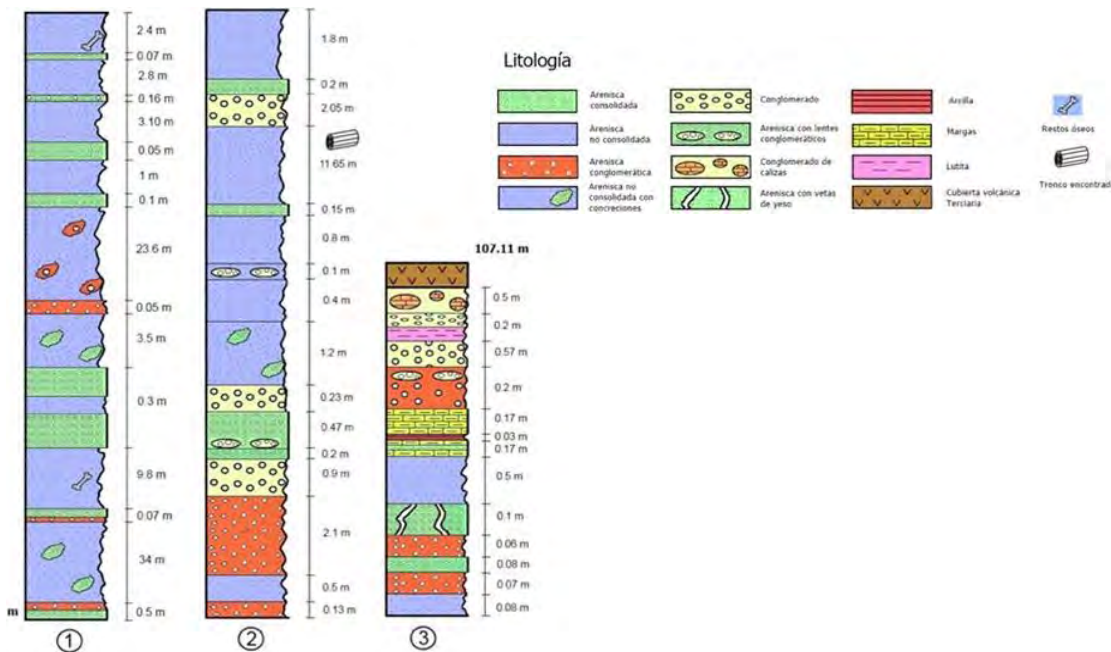 2.4 m
0.07 m
2.8 m
0.16 m
3.10 m
0.05 m
1 m
0.1 m
23.6 m
0.05 m
3.5 m
0.3 m
9.8 m
0.07 m
34 m
0.5 m
m
1
1.8 m
0.2 m
2.05 m
11.65 m
0.15 m
0.8 m
0.1 m
0.4 m
1.2 m
0.23 m
0.47 m
0.2 m
0.9 m
2.1 m
0.5 m
0.13 m
2
107.11 m
0.5 m
0.2 m
0.57 m
0.2 m
0.17 m
0.03 m
0.17 m
0.5 m
0.1 m
0.06 m
0.08 m
0.07 m
0.08 m
3
Litología
Arenisca
consolidada
Arenisca
no consolidada
Arenisca
conglomerática
Arenisca no
consolidada con
concreciones
Conglomerado
Arenisca con lentes
conglomeráticos
Conglomerado de
calizas
Arenisca con vetas
de yeso
Arcilla
Margas
Lutita
Cubierta volcánica
Terciaria
Restos óseos
Tronco encontrad